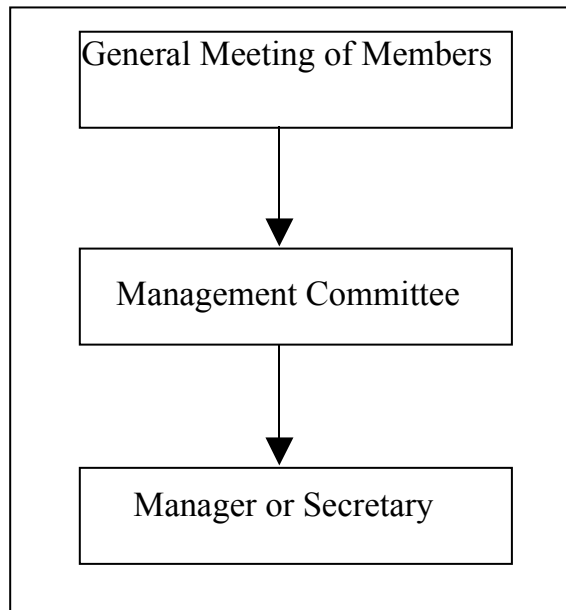 General Meeting of Members
Management Committee
Manager or Secretary